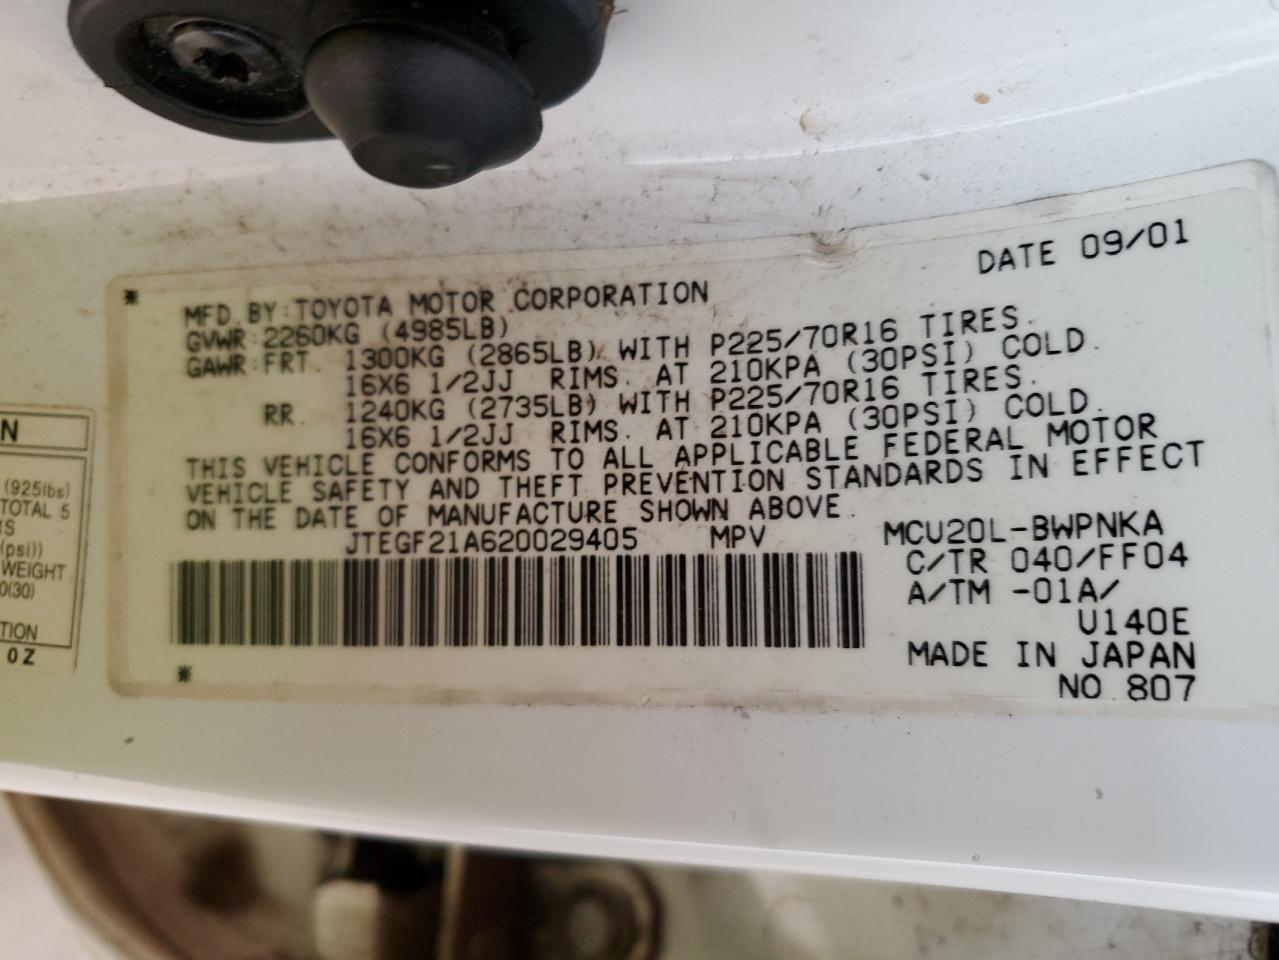 DATE 09/01
MFD. BY: TOYOTA MOTOR CORPORATION
GVWR: 2260KG (4985LB)
GAWR: FRT. 1300KG (2865LB) WITH P225/70R16 TIRES.
16X6 1/2JJ RIMS. AT 210KPA (30PSI) COLD.
RR. 1240KG (2735LB) WITH P225/70R16 TIRES.
16X6 1/2JJ RIMS. AT 210KPA (30PSI) COLD.
THIS VEHICLE CONFORMS TO ALL APPLICABLE FEDERAL MOTOR
VEHICLE SAFETY AND THEFT PREVENTION STANDARDS IN EFFECT
ON THE DATE OF MANUFACTURE SHOWN ABOVE.
JTEGF21A620029405 MPV MCU20L-BWPNKA
C/TR 040/FF04
A/TM -01A/
U140E
MADE IN JAPAN
NO. 807
N
(925lbs)
TOTAL 5
(psi))
WEIGHT
0(30)
TION
0Z